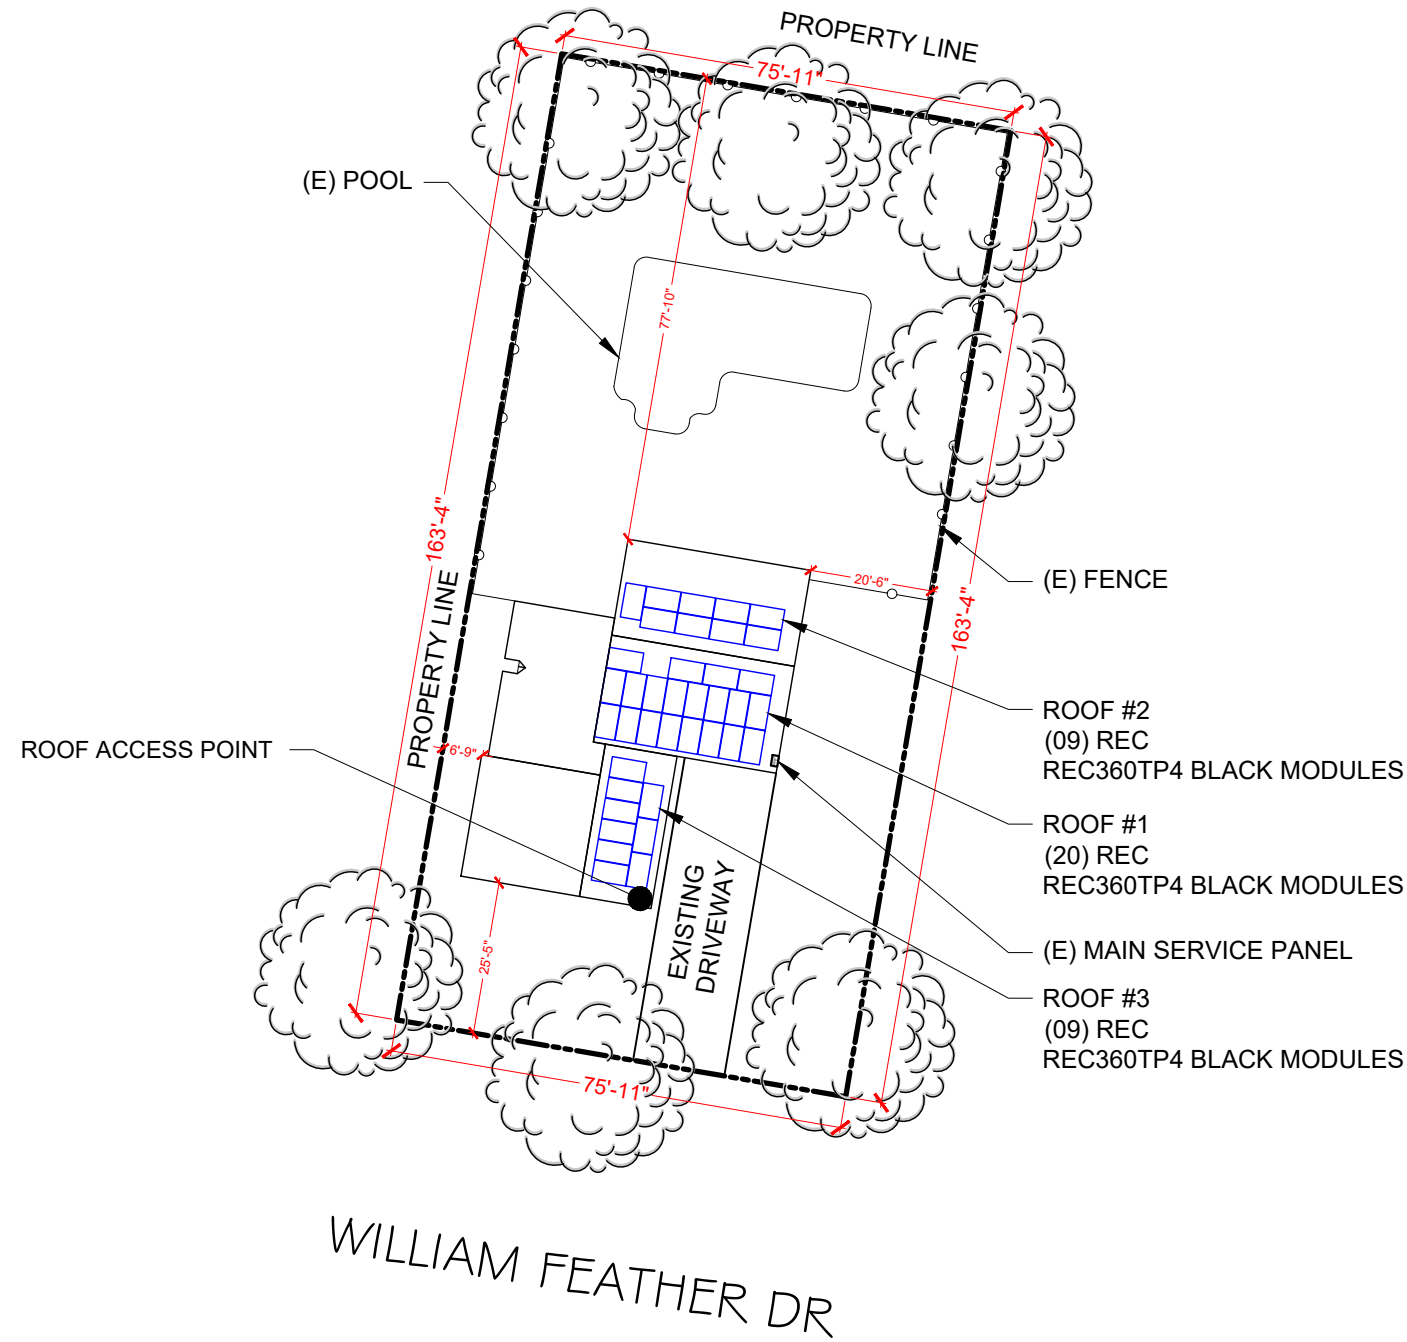 PROPERTY LINE
75'-11"
(E) POOL
77'-10"
163'-4"
PROPERTY LINE
20'-6"
(E) FENCE
163'-4"
ROOF #2
(09) REC
REC360TP4 BLACK MODULES
ROOF ACCESS POINT
6'-9"
ROOF #1
(20) REC
REC360TP4 BLACK MODULES
EXISTING
DRIVEWAY
25'-5"
(E) MAIN SERVICE PANEL
ROOF #3
(09) REC
REC360TP4 BLACK MODULES
75'-11"
WILLIAM FEATHER DR